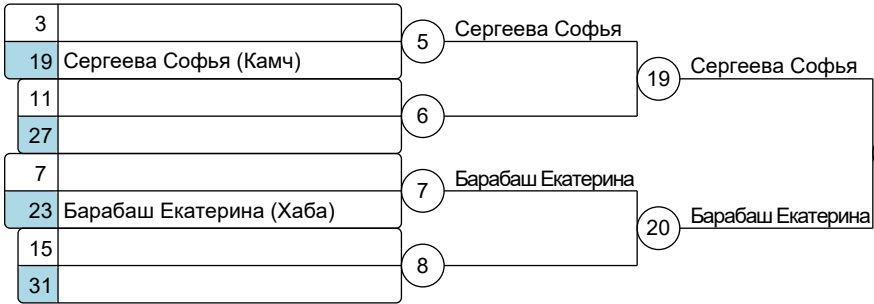 3
5
Сергеева Софья
19 Сергеева Софья (Камч)
19
Сергеева Софья
11
6
27
7
7
Барабаш Екатерина
23 Барабаш Екатерина (Хаба)
20
Барабаш Екатерина
15
8
31